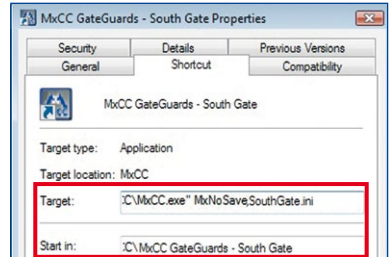 MxCC GateGuards - South Gate Properties
Security Details Previous Versions
General Shortcut Compatibility
MxCC GateGuards - South Gate
Target type: Application
Target location: MxCC
Target: :C\MxCC.exe" MxNoSave,SouthGate.ini
Start in: :C\MxCC GateGuards - South Gate